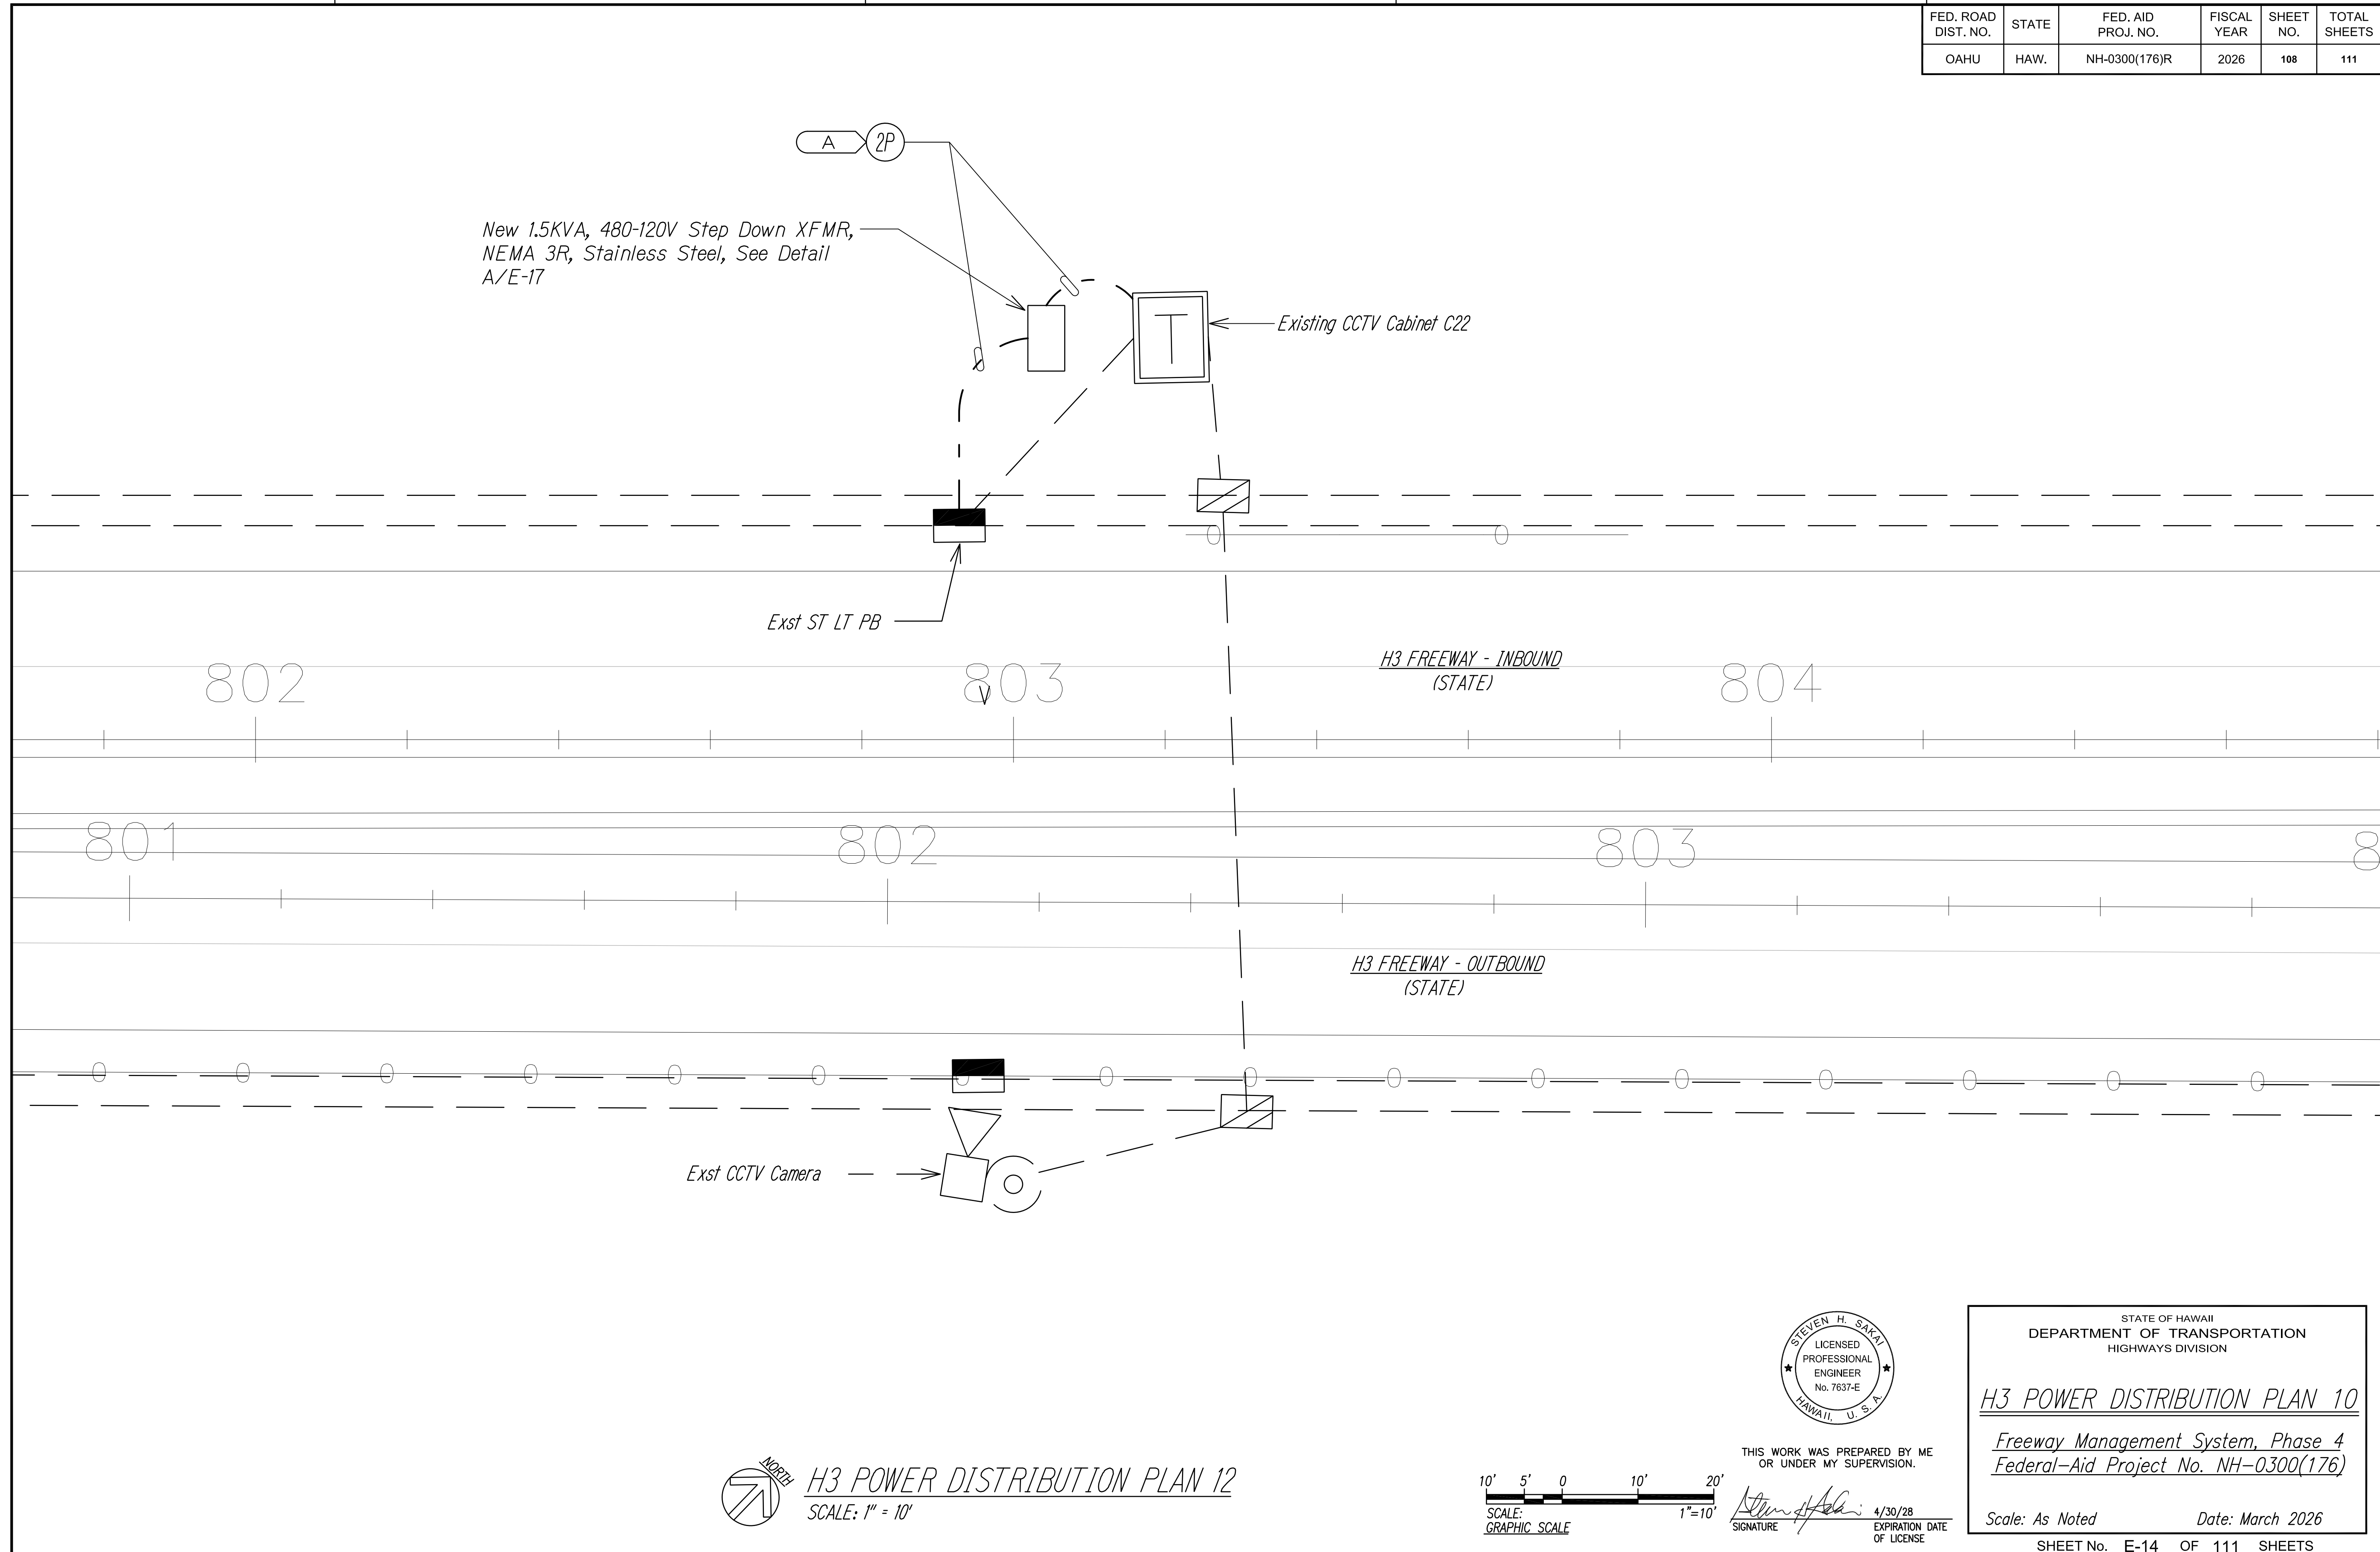 FED. ROAD DIST. NO. STATE FED. AID PROJ. NO. FISCAL YEAR SHEET NO. TOTAL SHEETS
OAHU HAW. NH-0300(176)R 2026 108 111
A 2P
New 1.5KVA, 480-120V Step Down XFMR,
NEMA 3R, Stainless Steel, See Detail
A/E-17
T
Existing CCTV Cabinet C22
Exst ST LT PB
H3 FREEWAY - INBOUND
(STATE)
802 803 804
V
801 802 803 8
H3 FREEWAY - OUTBOUND
(STATE)
Exst CCTV Camera
NORTH
H3 POWER DISTRIBUTION PLAN 12
SCALE: 1" = 10'
10' 5' 0 10' 20'
SCALE: 1"=10'
GRAPHIC SCALE
STEVEN H. SAKAI
LICENSED
PROFESSIONAL
ENGINEER
No. 7637-E
HAWAII, U. S. A.
THIS WORK WAS PREPARED BY ME
OR UNDER MY SUPERVISION.
4/30/28
SIGNATURE EXPIRATION DATE
OF LICENSE
STATE OF HAWAII
DEPARTMENT OF TRANSPORTATION
HIGHWAYS DIVISION
H3 POWER DISTRIBUTION PLAN 10
Freeway Management System, Phase 4
Federal-Aid Project No. NH-0300(176)
Scale: As Noted Date: March 2026
SHEET No. E-14 OF 111 SHEETS